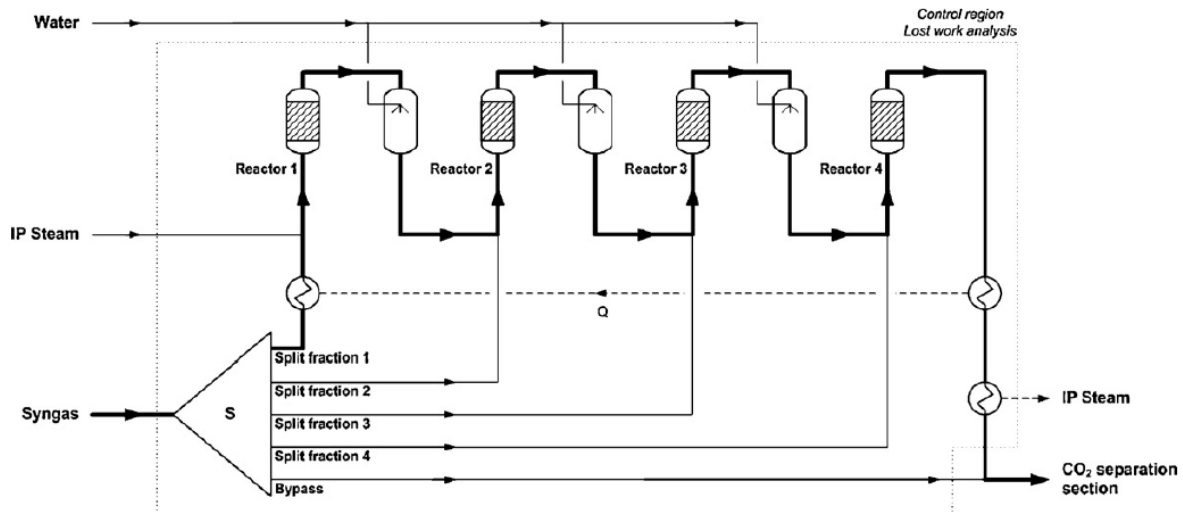 Water
Control region
Lost work analysis
Reactor 1
Reactor 2
Reactor 3
Reactor 4
IP Steam
Q
Split fraction 1
Split fraction 2
Syngas
S
Split fraction 3
IP Steam
Split fraction 4
Bypass
CO₂ separation
section